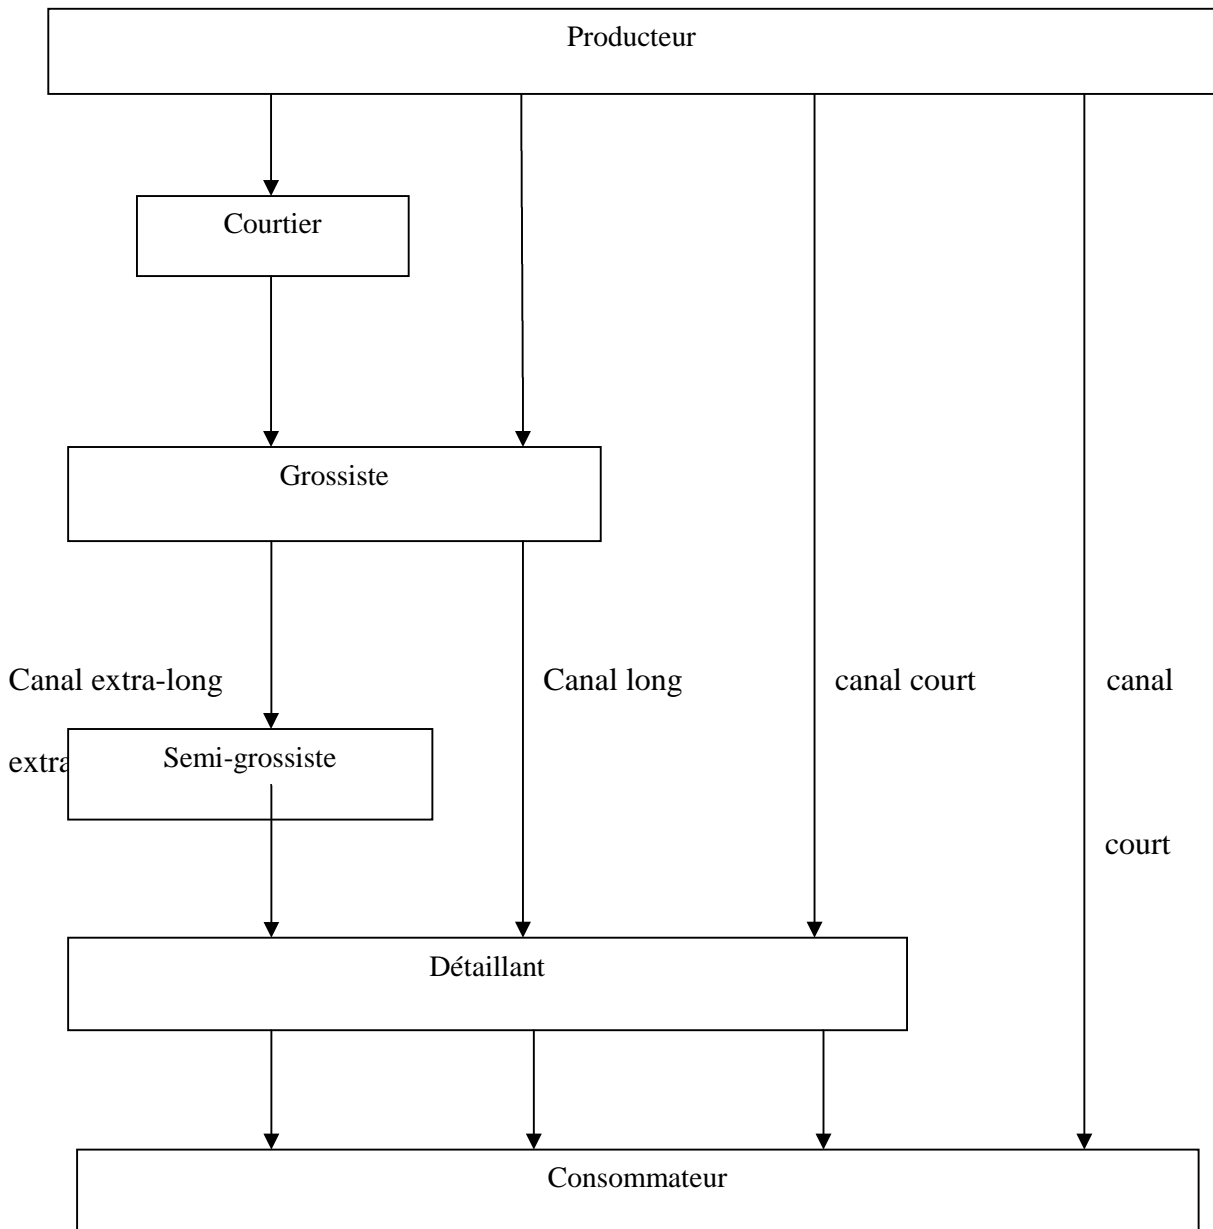 Producteur
Courtier
Grossiste
Canal extra-long Canal long canal court canal
extra
Semi-grossiste
court
Détaillant
Consommateur